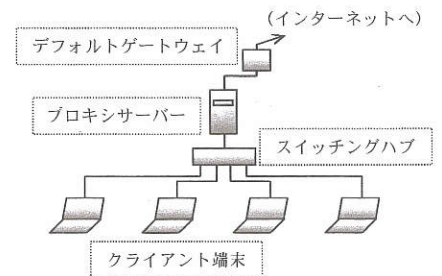 (インターネットへ)
デフォルトゲートウェイ
プロキシサーバー
スイッチングハブ
クライアント端末